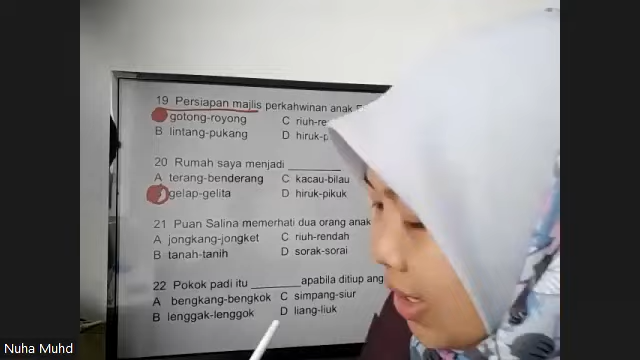 19 Persiapan majlis perkahwinan anak
gotong-royong C riuh-
B lintang-pukang D hiruk-
20 Rumah saya menjadi ________
A terang-benderang C kacau-bilau
gelap-gelita D hiruk-pikuk
21 Puan Salina memerhati dua orang anak
A jongkang-jongket C riuh-rendah
B tanah-tanih D sorak-sorai
22 Pokok padi itu ________ apabila ditiup ang
A bengkang-bengkok C simpang-siur
B lenggak-lenggok D liang-liuk
Nuha Muhd